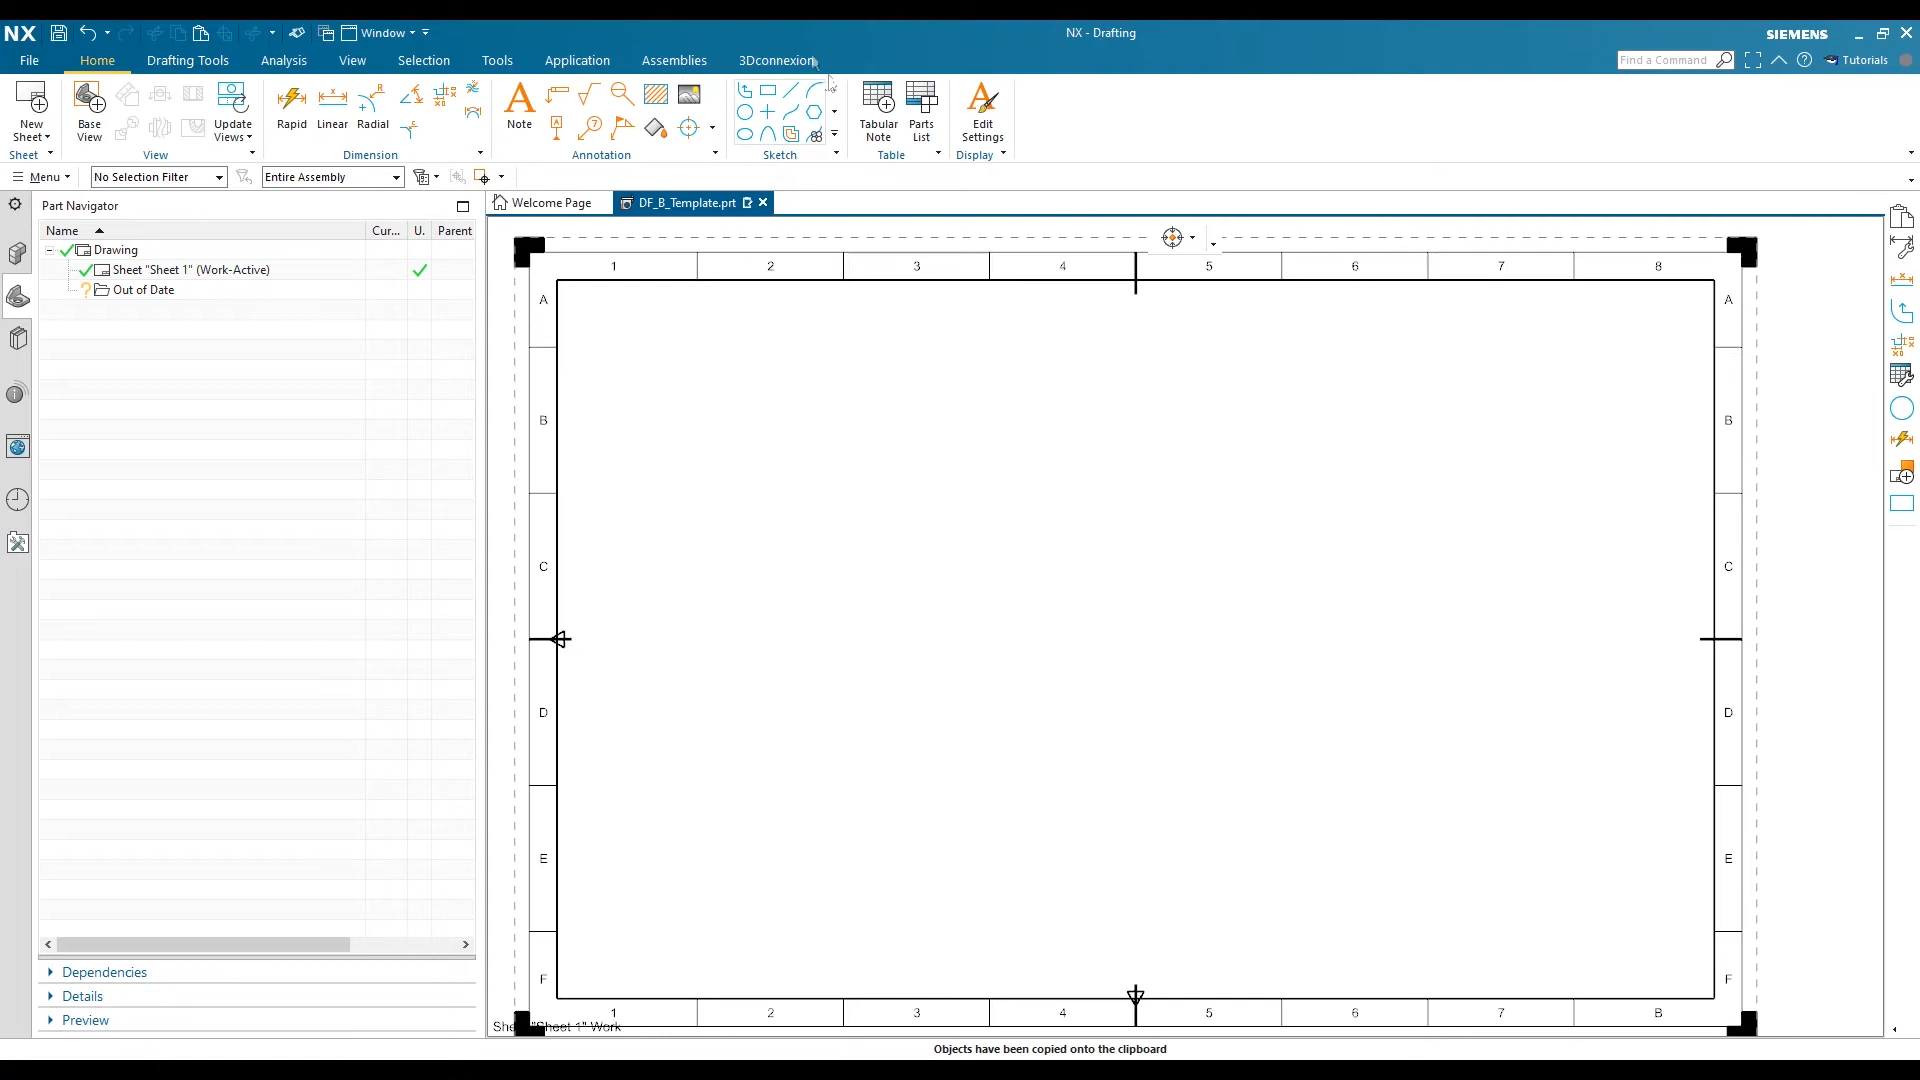 NX
Window
NX - Drafting
SIEMENS
File
Home
Drafting Tools
Analysis
View
Selection
Tools
Application
Assemblies
3Dconnexion
Find a Command
Tutorials
New
Sheet
Base
View
Update
Views
Rapid
Linear
Radial
Note
Tabular
Note
Parts
List
Edit
Settings
Sheet
View
Dimension
Annotation
Sketch
Table
Display
Menu
No Selection Filter
Entire Assembly
Part Navigator
Welcome Page
DF_B_Template.prt
Name
Cur...
U.
Parent
Drawing
Sheet "Sheet 1" (Work-Active)
Out of Date
1 2 3 4 5 6 7 8
A A
B B
C C
D D
E E
F F
1 2 3 4 5 6 7 B
"Sheet 1" Work
Dependencies
Details
Preview
Objects have been copied onto the clipboard